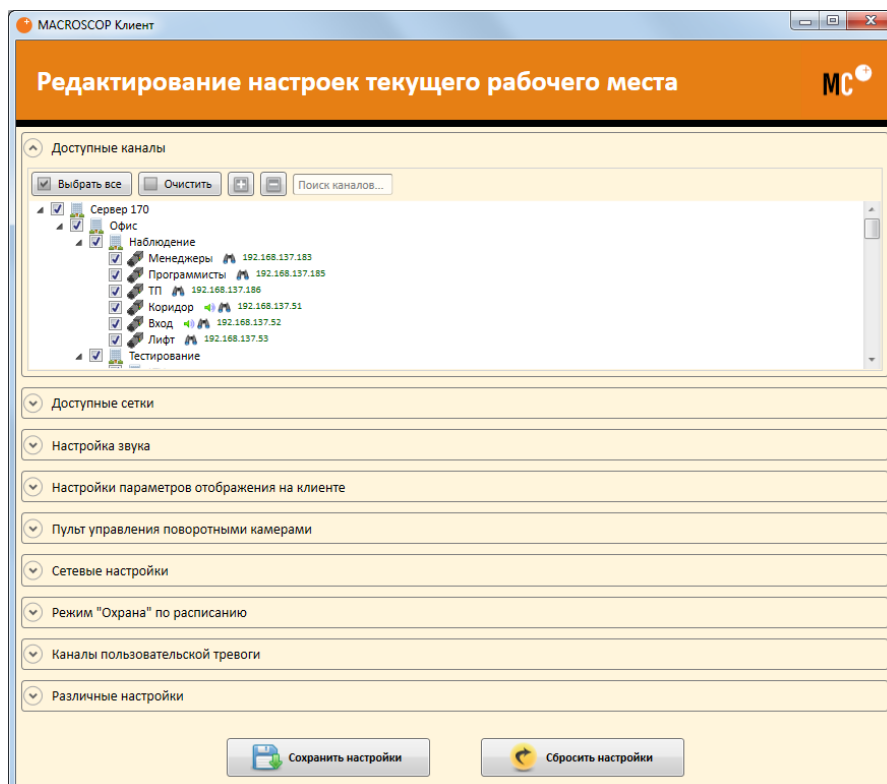 MACROSCOP Клиент
Редактирование настроек текущего рабочего места
MC
Доступные каналы
Выбрать все Очистить Поиск каналов...
Сервер 170
Офис
Наблюдение
Менеджеры 192.168.137.183
Программисты 192.168.137.185
ТП 192.168.137.186
Коридор 192.168.137.51
Вход 192.168.137.52
Лифт 192.168.137.53
Тестирование
Доступные сетки
Настройка звука
Настройки параметров отображения на клиенте
Пульт управления поворотными камерами
Сетевые настройки
Режим "Охрана" по расписанию
Каналы пользовательской тревоги
Различные настройки
Сохранить настройки Сбросить настройки